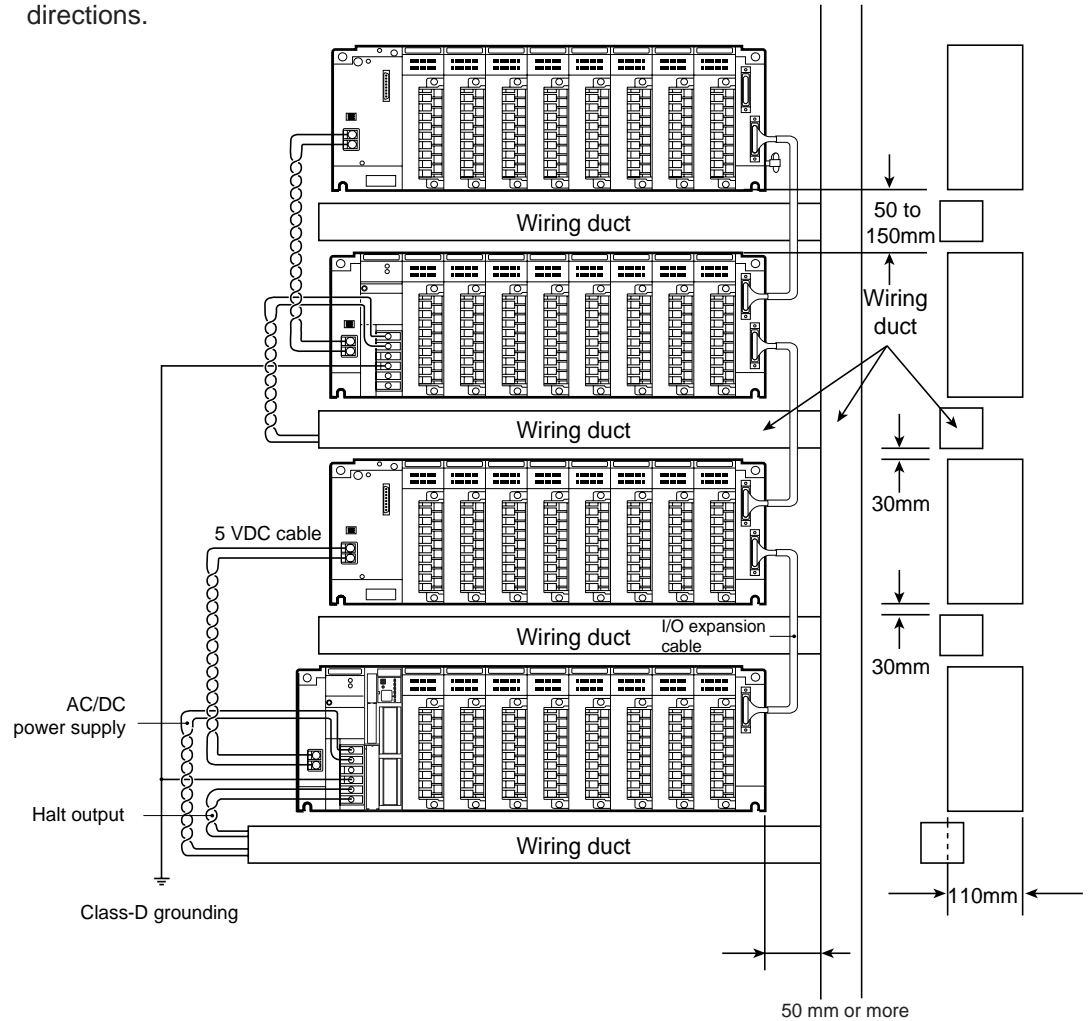 directions.
Wiring duct
50 to
150mm
Wiring
duct
Wiring duct
30mm
5 VDC cable
Wiring duct
I/O expansion
cable
30mm
AC/DC
power supply
Halt output
Wiring duct
110mm
Class-D grounding
50 mm or more